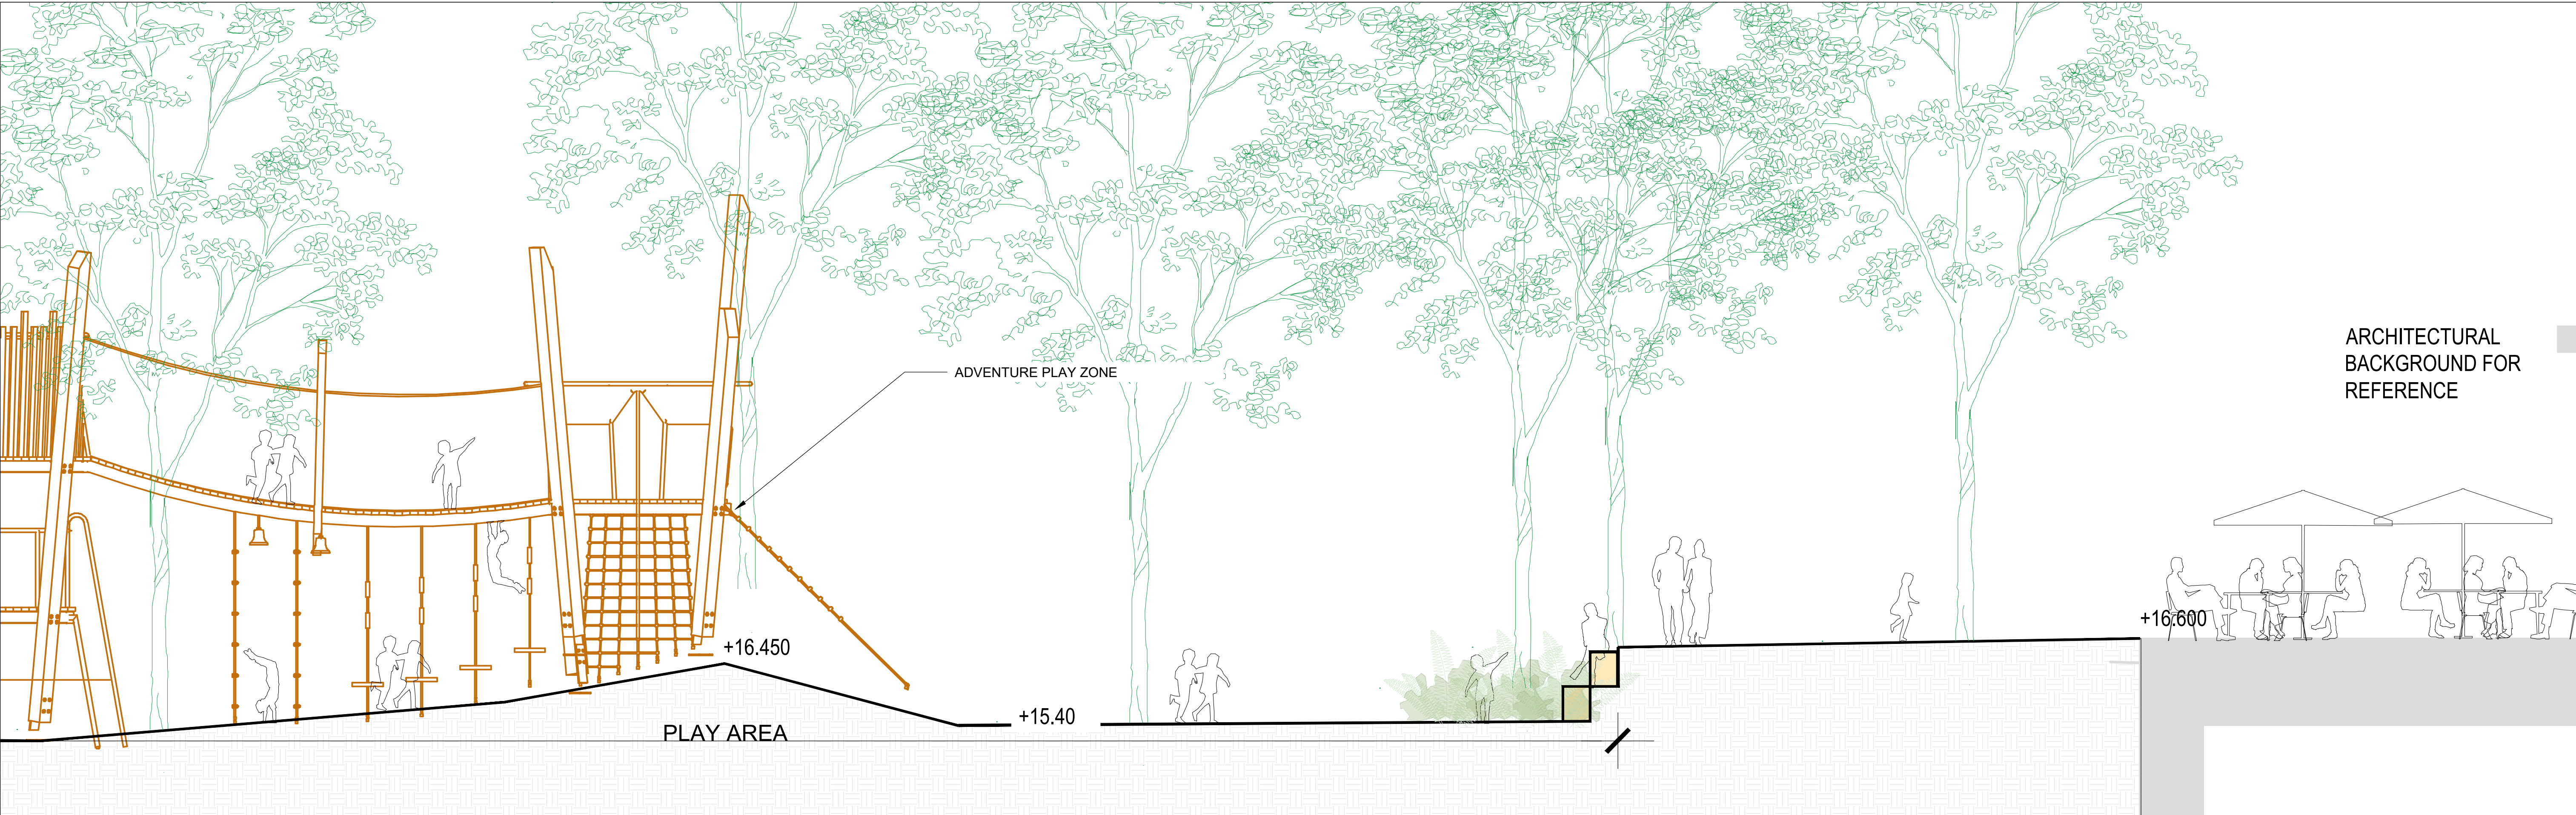 ARCHITECTURAL
BACKGROUND FOR
REFERENCE
ADVENTURE PLAY ZONE
+16.600
+16.450
+15.40
PLAY AREA